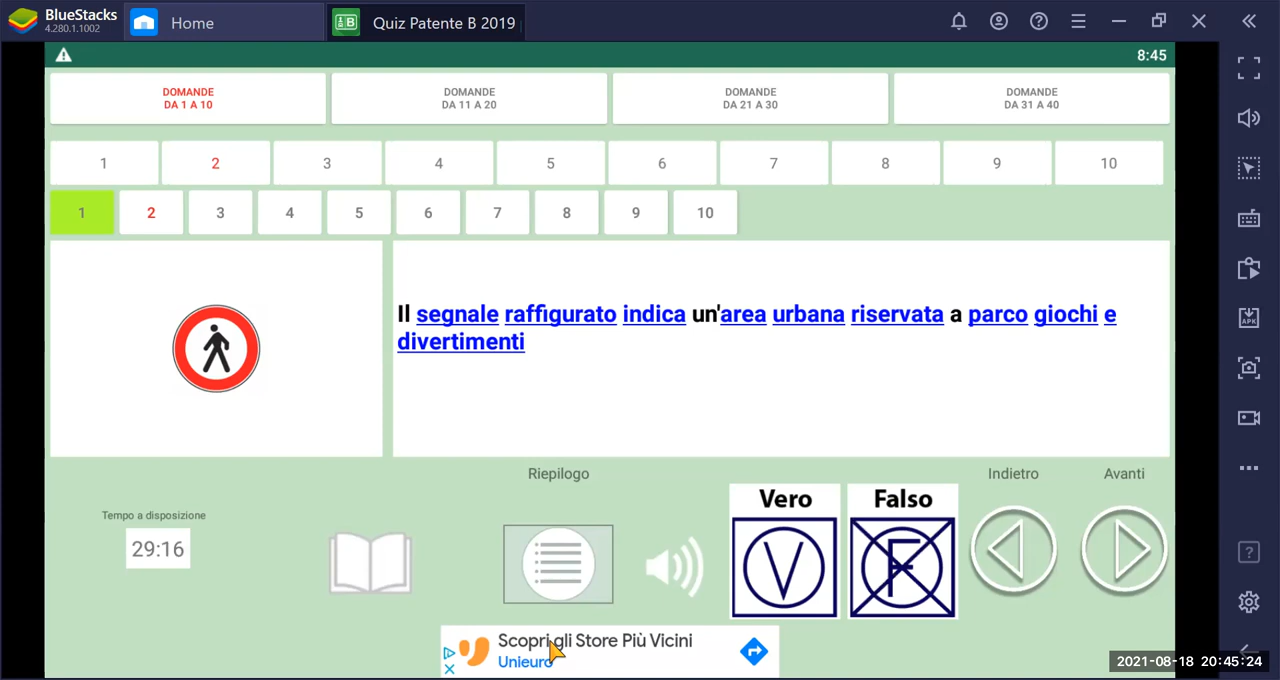 BlueStacks
4.280.1.1002
Home
Quiz Patente B 2019
8:45
DOMANDE
DA 1 A 10
DOMANDE
DA 11 A 20
DOMANDE
DA 21 A 30
DOMANDE
DA 31 A 40
1 2 3 4 5 6 7 8 9 10
1 2 3 4 5 6 7 8 9 10
Il segnale raffigurato indica un'area urbana riservata a parco giochi e
divertimenti
Riepilogo
Indietro
Avanti
Tempo a disposizione
29:16
Vero
V
Falso
F
Scopri gli Store Più Vicini
Unieuro
2021-08-18 20:45:24